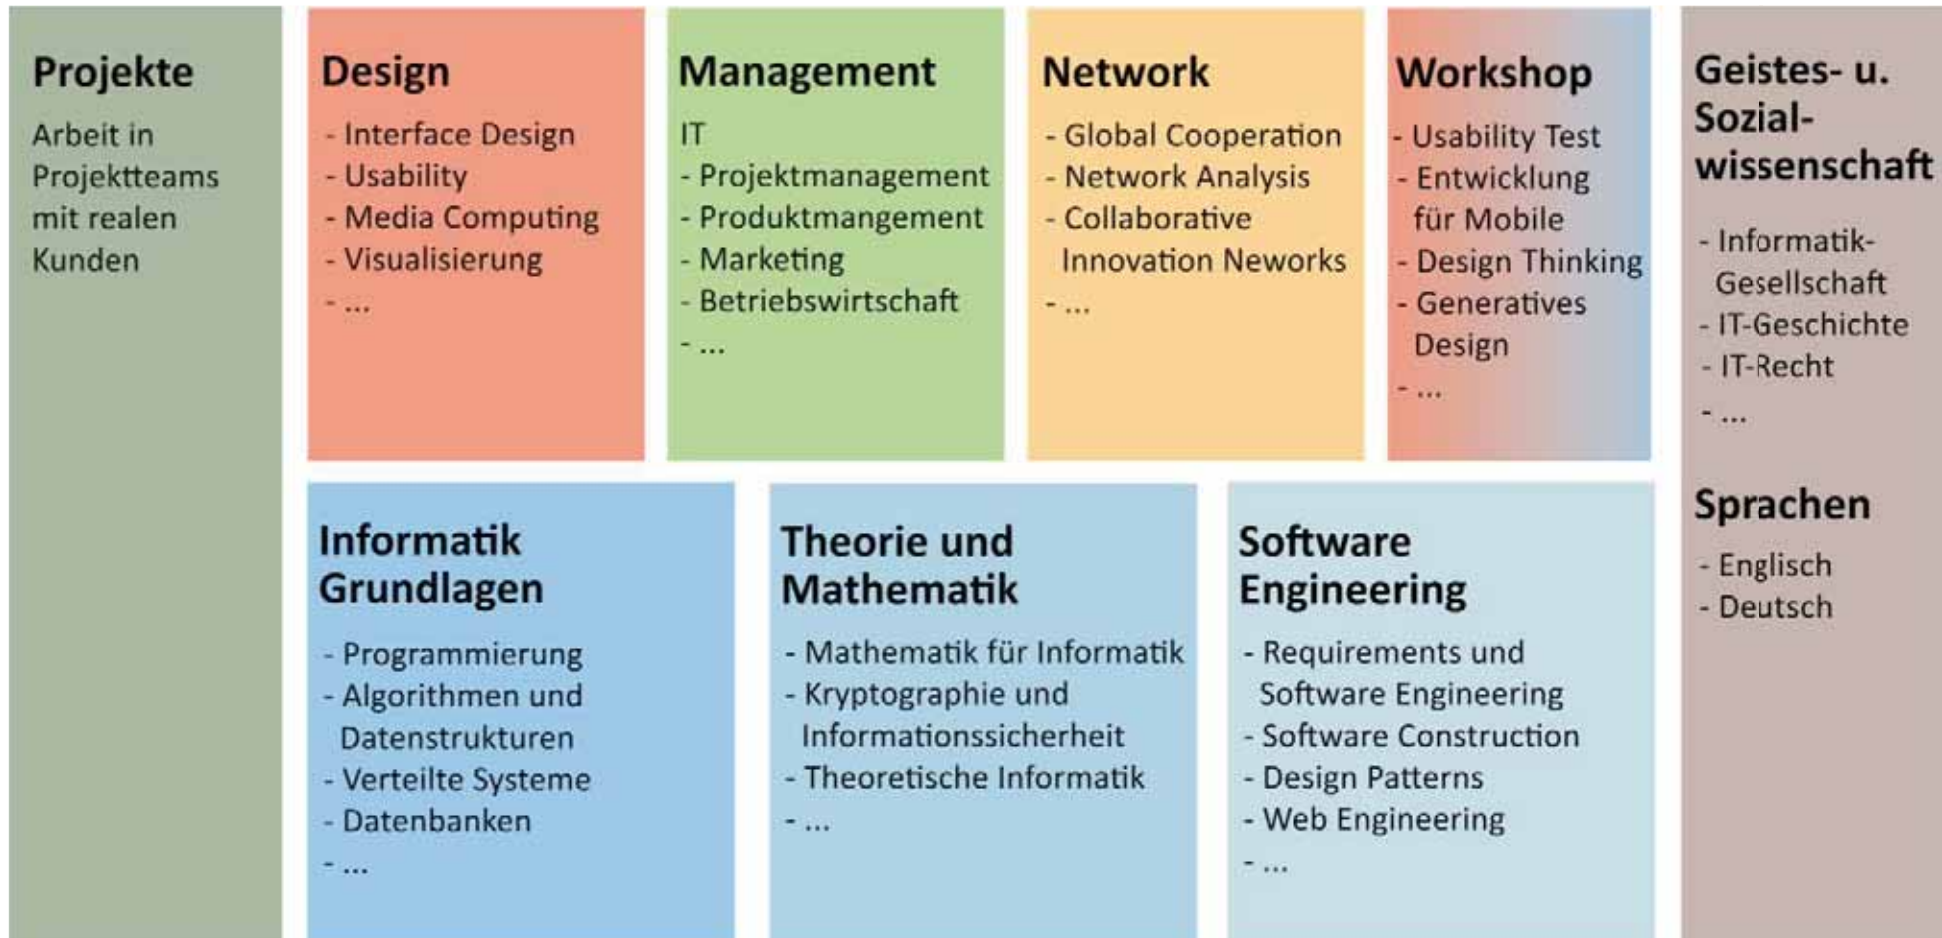 Projekte
Arbeit in
Projektteams
mit realen
Kunden
Design
- Interface Design
- Usability
- Media Computing
- Visualisierung
- ...
Management
IT
- Projektmanagement
- Produktmangement
- Marketing
- Betriebswirtschaft
- ...
Network
- Global Cooperation
- Network Analysis
- Collaborative
Innovation Neworks
- ...
Workshop
- Usability Test
- Entwicklung
für Mobile
- Design Thinking
- Generatives
Design
- ...
Geistes- u.
Sozial-
wissenschaft
- Informatik-
Gesellschaft
- IT-Geschichte
- IT-Recht
- ...
Sprachen
- Englisch
- Deutsch
Informatik
Grundlagen
- Programmierung
- Algorithmen und
Datenstrukturen
- Verteilte Systeme
- Datenbanken
- ...
Theorie und
Mathematik
- Mathematik für Informatik
- Kryptographie und
Informationssicherheit
- Theoretische Informatik
- ...
Software
Engineering
- Requirements und
Software Engineering
- Software Construction
- Design Patterns
- Web Engineering
- ...